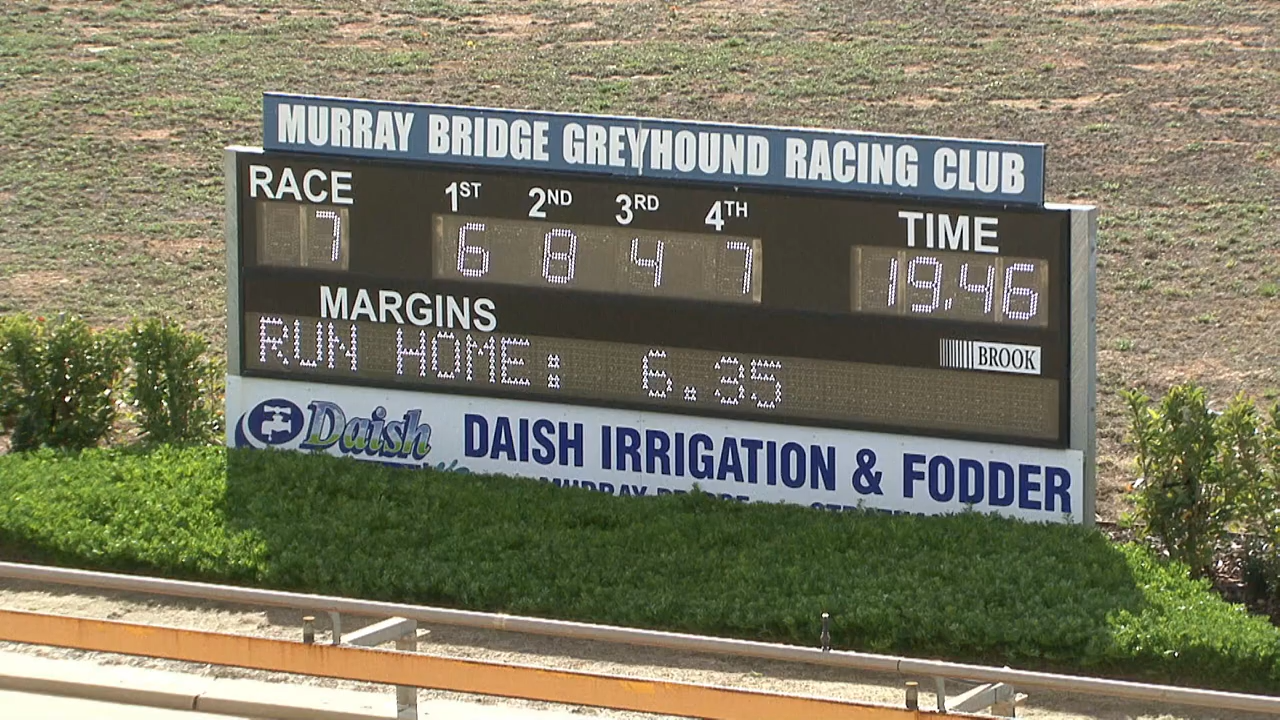 MURRAY BRIDGE GREYHOUND RACING CLUB
RACE 1ST 2ND 3RD 4TH TIME
7 6 8 4 7 19.46
MARGINS
BROOK
RUN HOME: 6.35
Daish DAISH IRRIGATION & FODDER
MURRAY